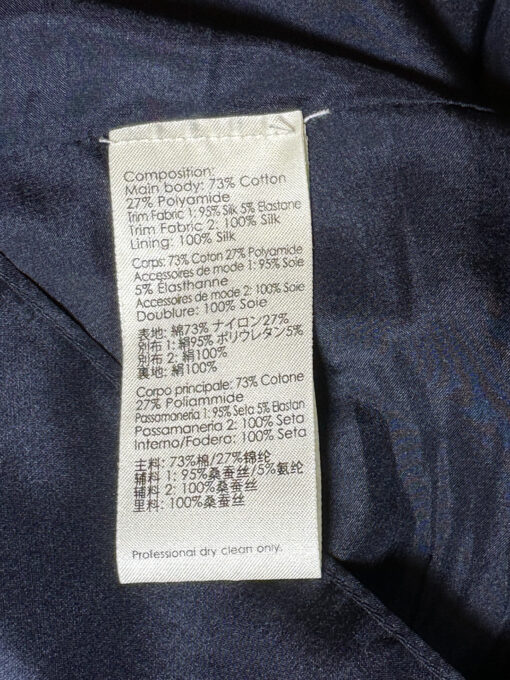 Composition:
Main body: 73% Cotton
27% Polyamide
Trim Fabric 1: 95% Silk 5% Elastane
Trim Fabric 2: 100% Silk
Lining: 100% Silk
Corps: 73% Coton 27% Polyamide
Accessoires de mode 1: 95% Soie
5% Élasthanne
Accessoires de mode 2: 100% Soie
Doublure: 100% Soie
表地: 綿73% ナイロン27%
別布 1: 絹95% ポリウレタン5%
別布 2: 絹100%
裏地: 絹100%
Corpo principale: 73% Cotone
27% Poliammide
Passamaneria 1: 95% Seta 5% Elastan
Passamaneria 2: 100% Seta
Interno/Fodera: 100% Seta
主料: 73%棉/27%锦纶
辅料 1: 95%桑蚕丝/5%氨纶
辅料 2: 100%桑蚕丝
里料: 100%桑蚕丝
Professional dry clean only.